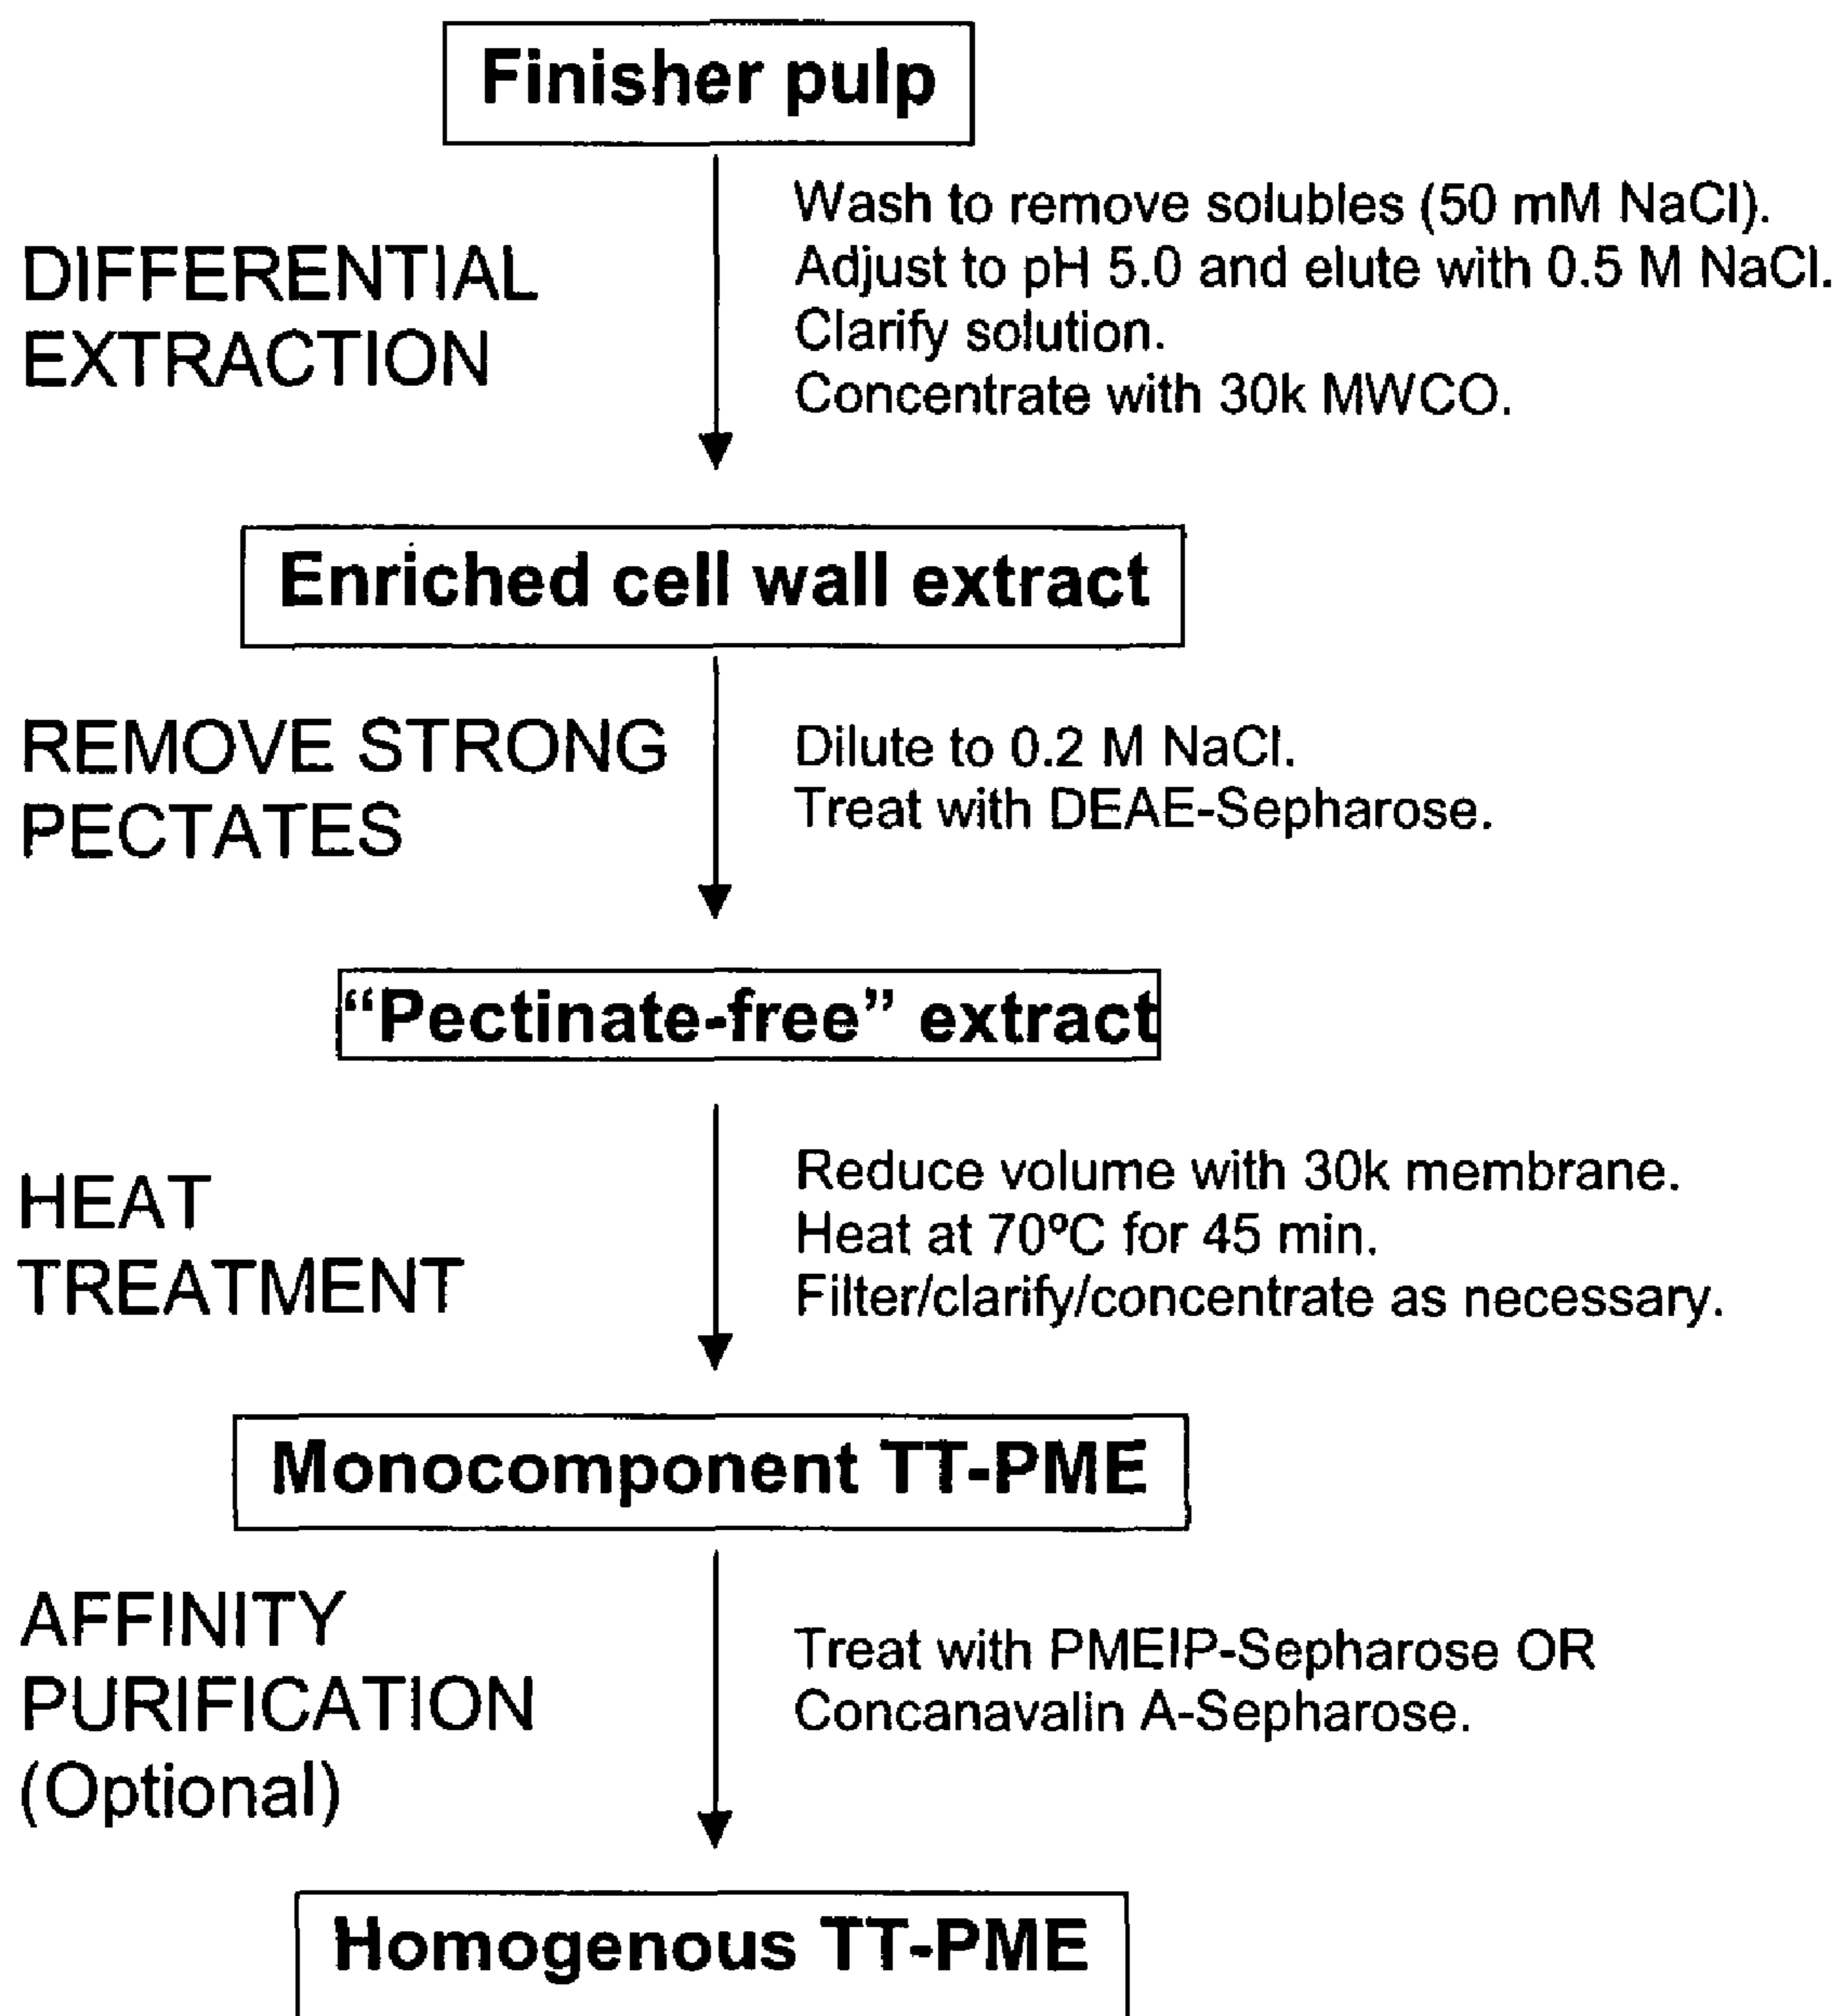 Finisher pulp
DIFFERENTIAL
EXTRACTION
Wash to remove solubles (50 mM NaCl).
Adjust to pH 5.0 and elute with 0.5 M NaCl.
Clarify solution.
Concentrate with 30k MWCO.
Enriched cell wall extract
REMOVE STRONG
PECTATES
Dilute to 0.2 M NaCl.
Treat with DEAE-Sepharose.
“Pectinate-free” extract
HEAT
TREATMENT
Reduce volume with 30k membrane.
Heat at 70ºC for 45 min.
Filter/clarify/concentrate as necessary.
Monocomponent TT-PME
AFFINITY
PURIFICATION
(Optional)
Treat with PMEIP-Sepharose OR
Concanavalin A-Sepharose.
Homogenous TT-PME